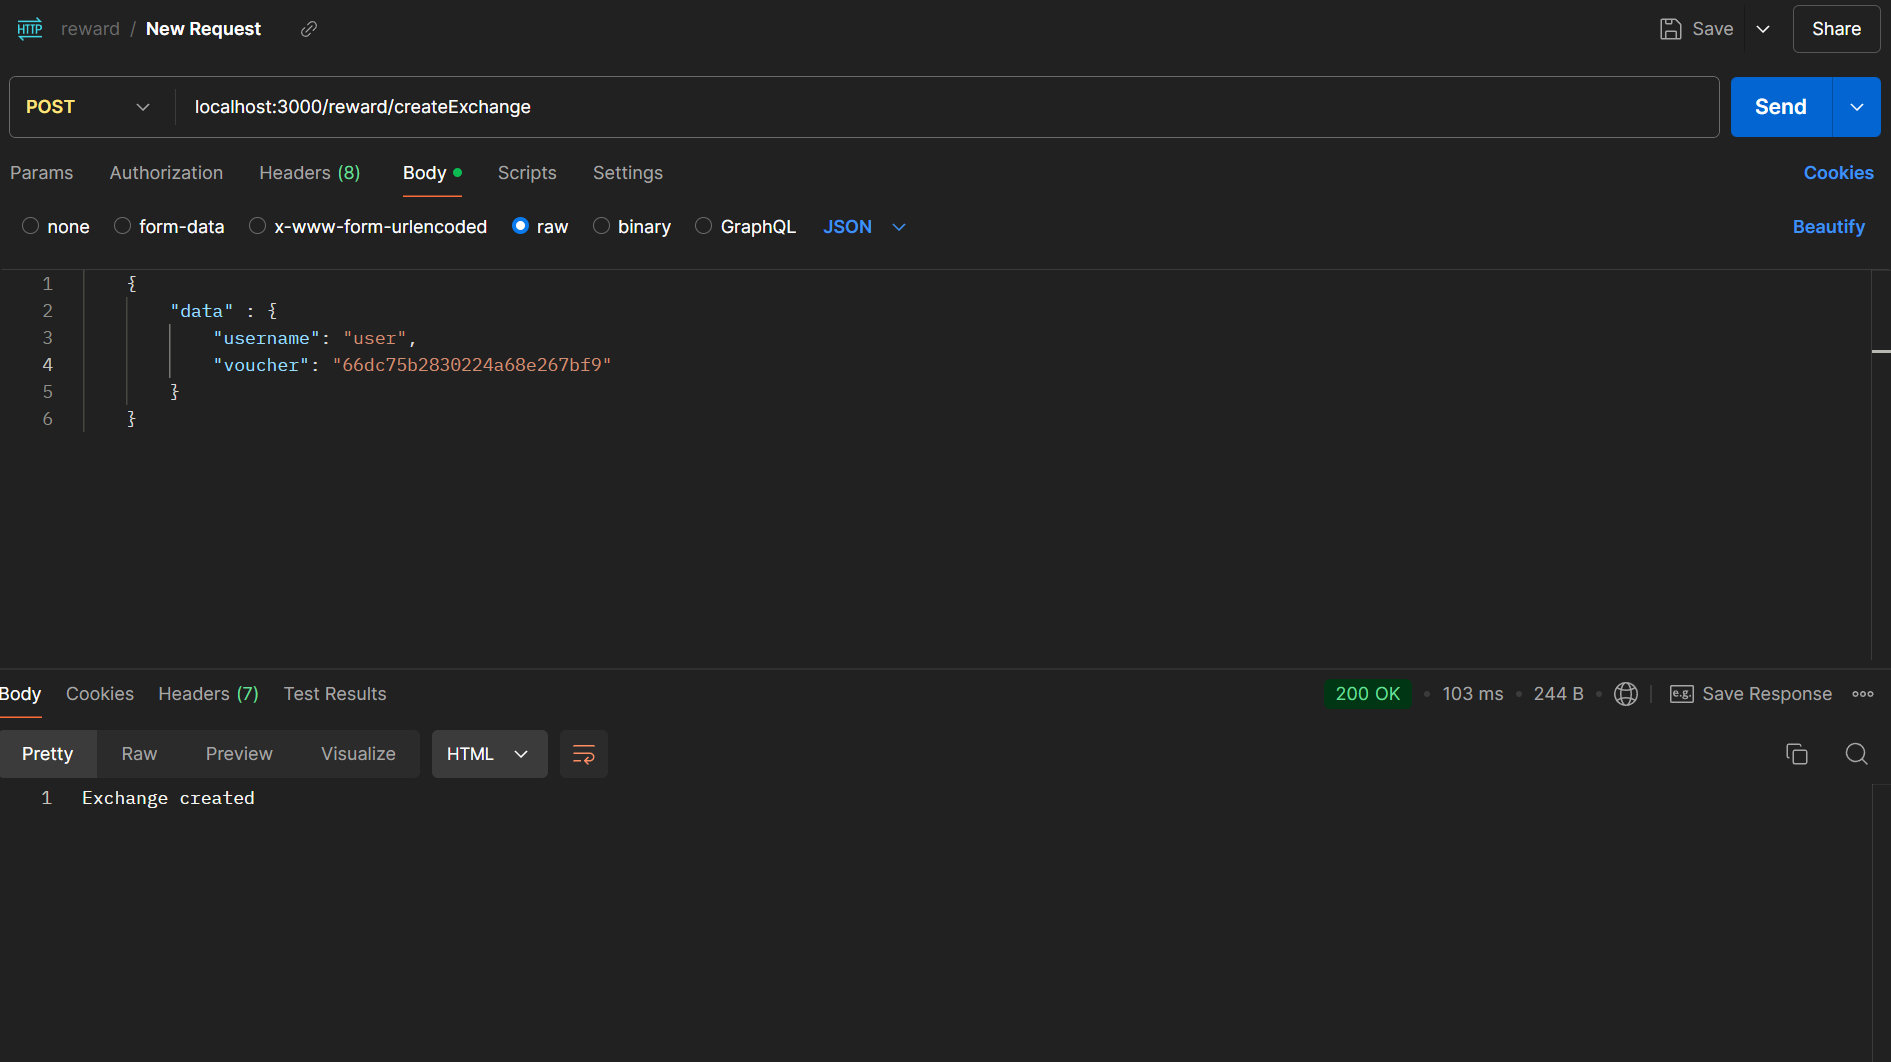 HTTP reward / New Request Save Share
POST localhost:3000/reward/createExchange Send
Params Authorization Headers (8) Body Scripts Settings Cookies
none form-data x-www-form-urlencoded raw binary GraphQL JSON Beautify
1 {
2 "data" : {
3 "username": "user",
4 "voucher": "66dc75b2830224a68e267bf9"
5 }
6 }
Body Cookies Headers (7) Test Results 200 OK • 103 ms • 244 B • e.g. Save Response
Pretty Raw Preview Visualize HTML
1 Exchange created